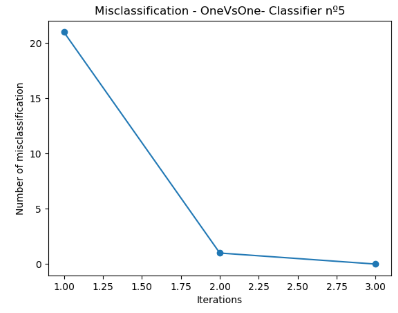 Misclassification - OneVsOne- Classifier nº5
Number of misclassification
20
15
10
5
0
1.00 1.25 1.50 1.75 2.00 2.25 2.50 2.75 3.00
Iterations